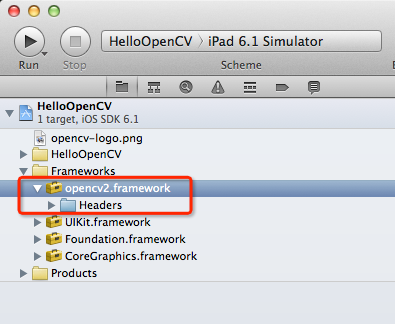 HelloOpenCV
iPad 6.1 Simulator
Run
Stop
Scheme
HelloOpenCV
1 target, iOS SDK 6.1
opencv-logo.png
HelloOpenCV
Frameworks
opencv2.framework
Headers
UIKit.framework
Foundation.framework
CoreGraphics.framework
Products